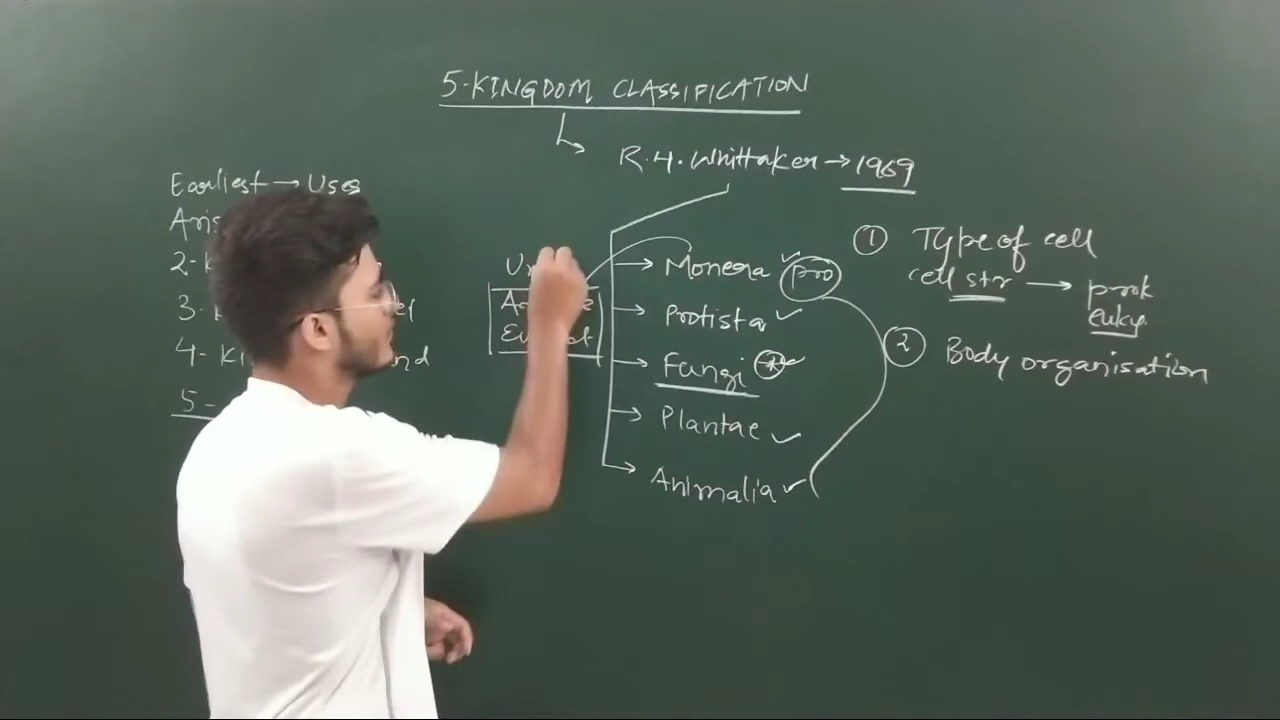 5-KINGDOM CLASSIFICATION
R.H. Whittaker → 1969
Earliest → Uses
2-
3-
4- Ki
5-
Monera ✓ pro
Protista ✓
Fungi
Plantae ✓
Animalia ✓
① Type of cell
cell str → prok
euky.
② Body organisation